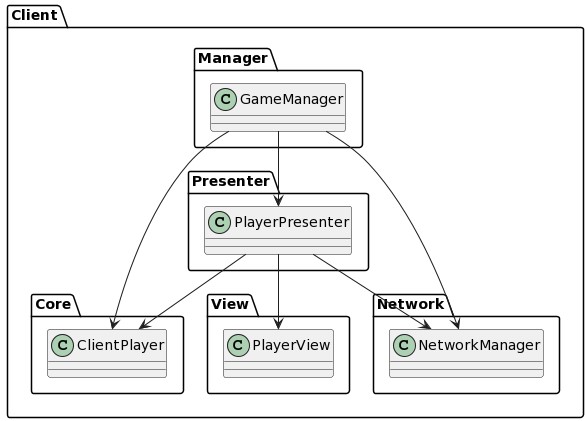 Client
Manager
C GameManager
Presenter
C PlayerPresenter
Core
View
Network
C ClientPlayer
C PlayerView
C NetworkManager